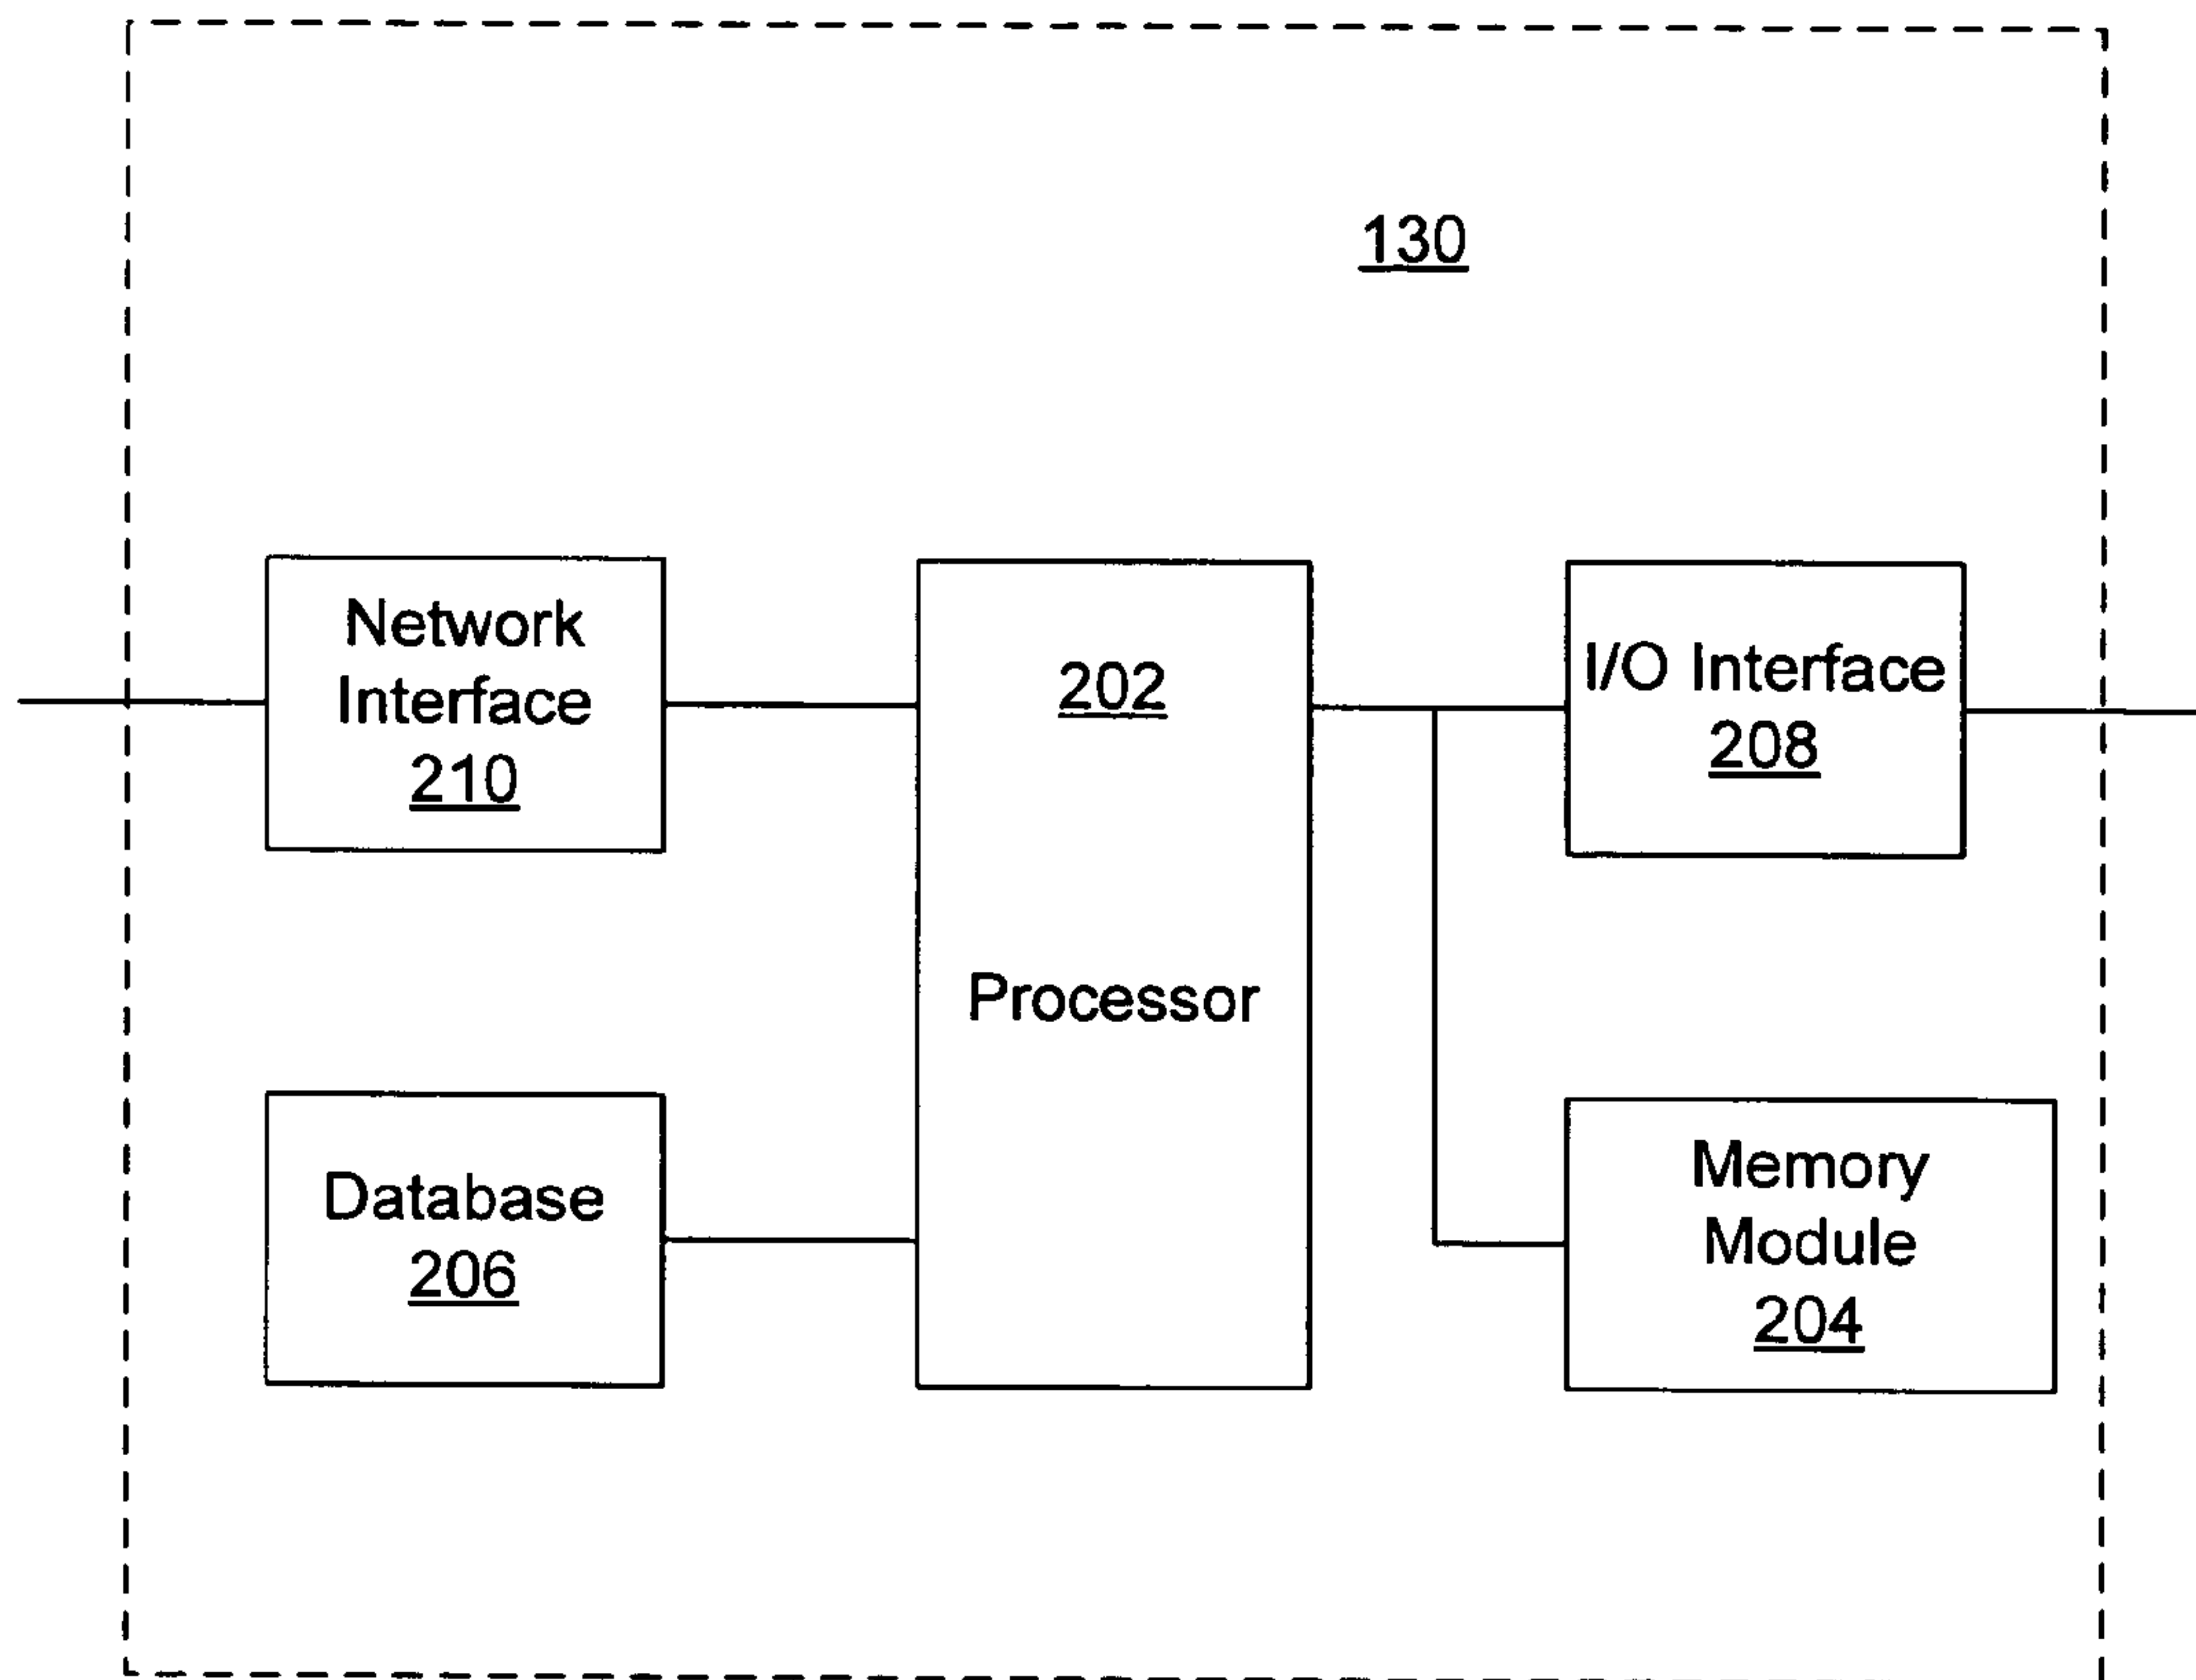 130
Network
Interface
210
202
Processor
I/O Interface
208
Database
206
Memory
Module
204